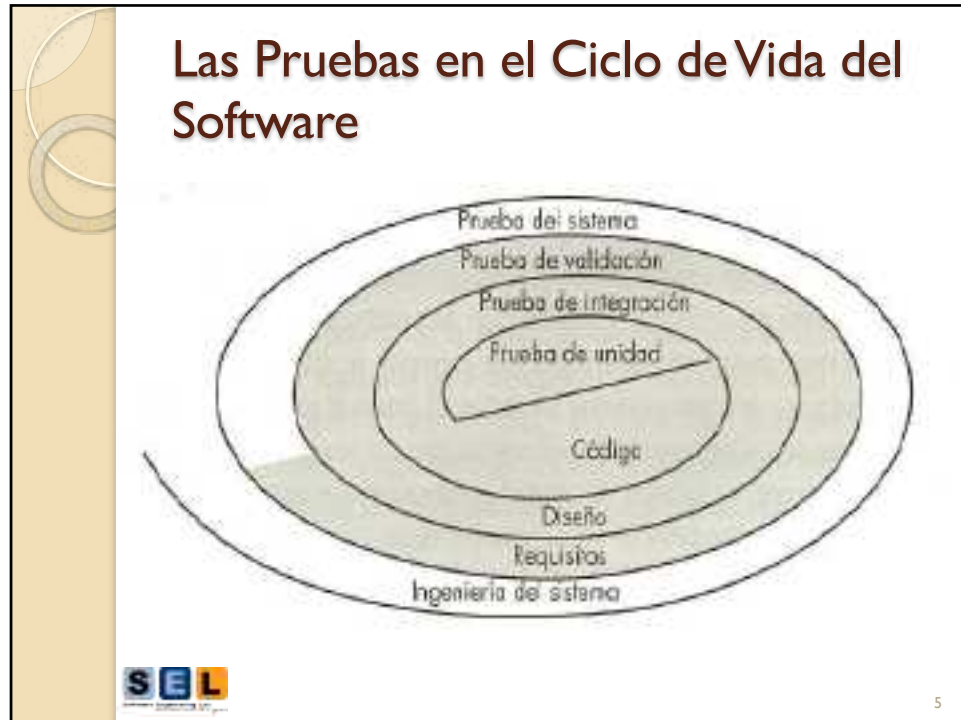 Las Pruebas en el Ciclo de Vida del
Software
Prueba del sistema
Prueba de validación
Prueba de integración
Prueba de unidad
Código
Diseño
Requisitos
Ingeniería del sistema
SEL
5